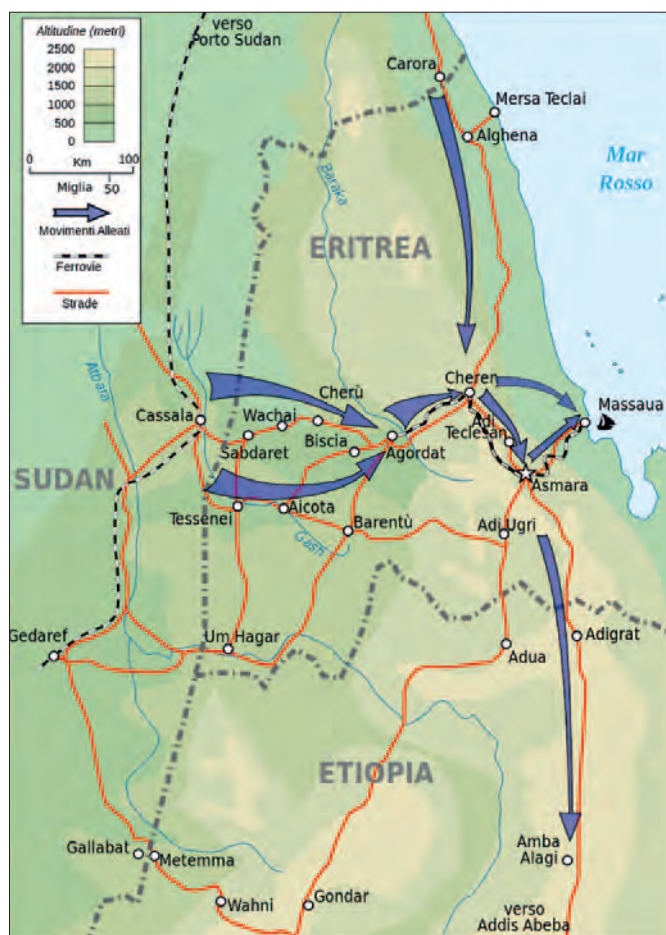 Altitudine (metri)
2500
2000
1500
1000
500
0
0
100
Km
Miglia
50
Movimenti Alleati
Ferrovie
Strade
verso
Porto Sudan
Carora
Mersa Teclai
Alghena
Mar
Rosso
Baraka
ERITREA
Atbara
Cheren
Cherù
Massaua
Cassala
Wachai
Adi
Teclesan
Sabdaret
Biscia
Agordat
SUDAN
Asmara
Tessenei
Aicota
Gash
Barentù
Adi Ugri
Gedaref
Um Hagar
Adigrat
Adua
ETIOPIA
Gallabat
Metemma
Amba
Alagi
Wahni
Gondar
verso
Addis Abeba